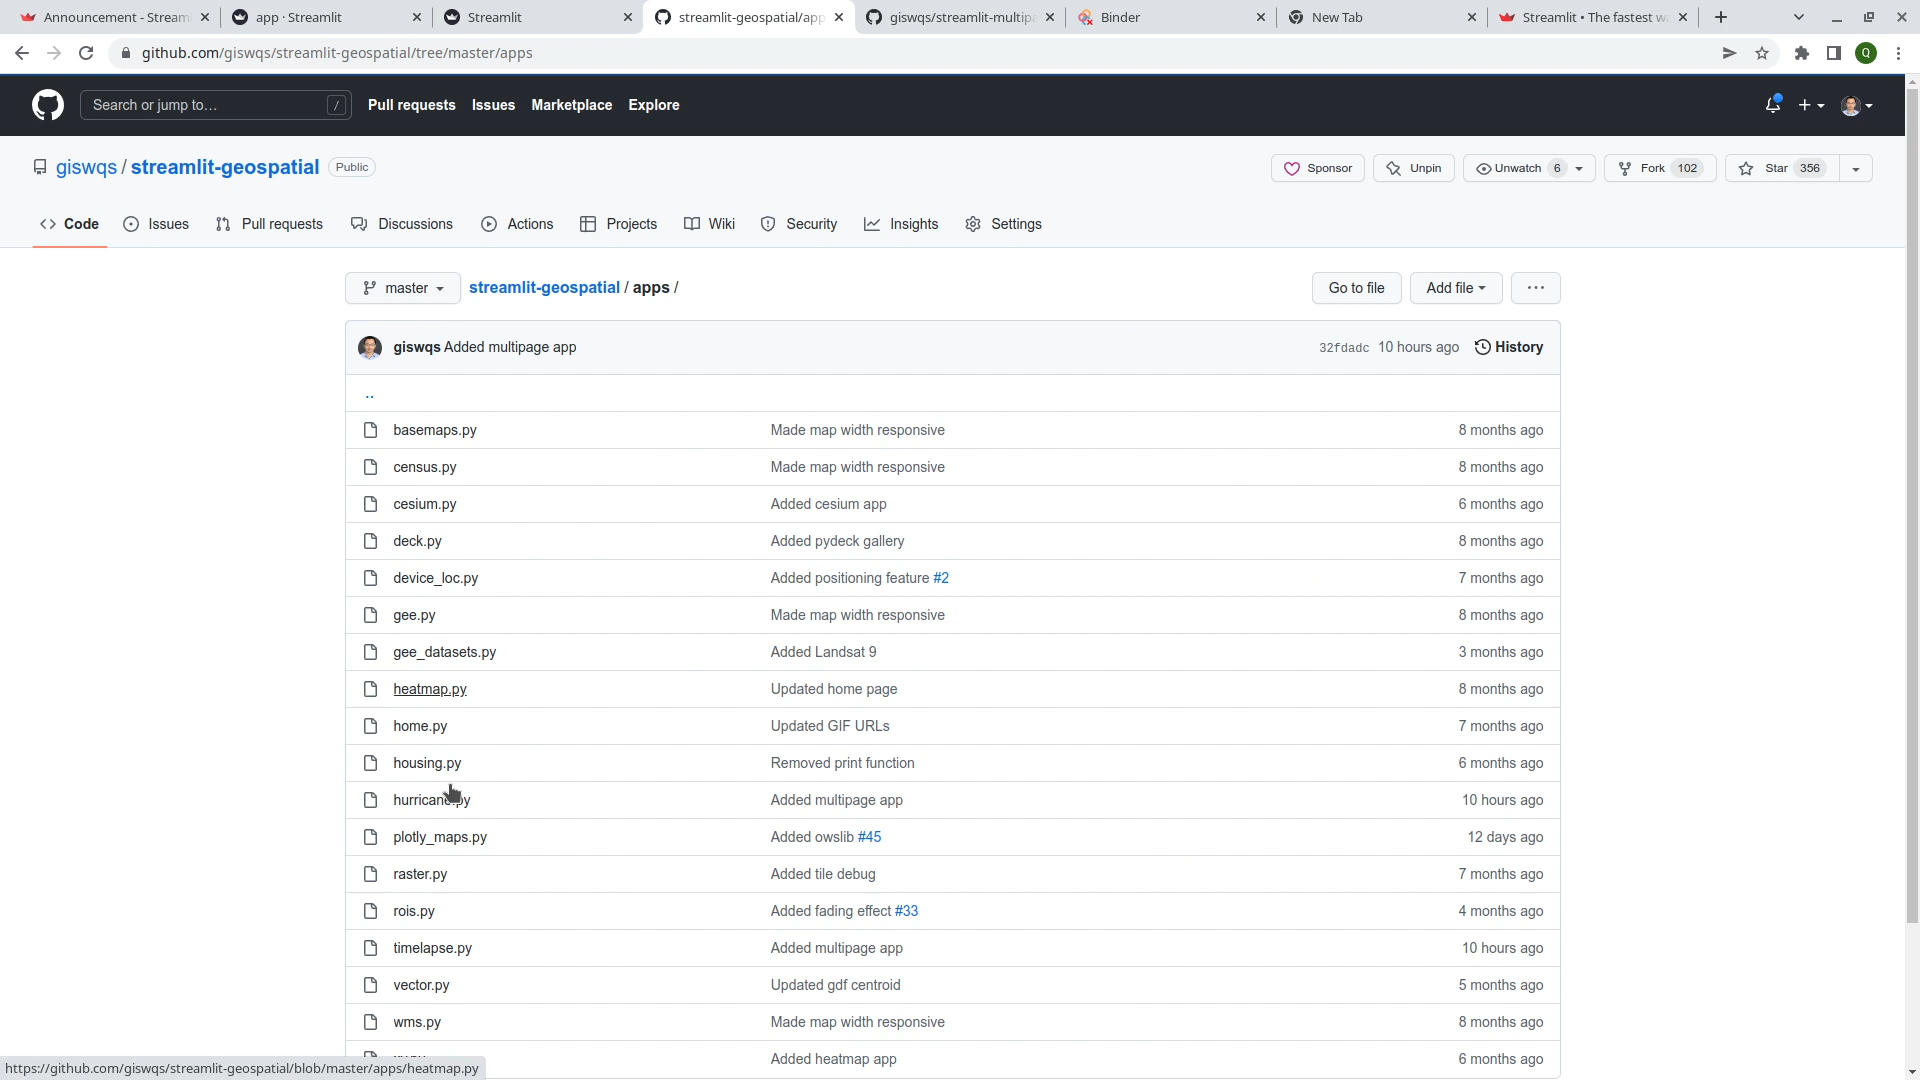 Announcement - Stream
app · Streamlit
Streamlit
streamlit-geospatial/app
giswqs/streamlit-multipa
Binder
New Tab
Streamlit • The fastest w
github.com/giswqs/streamlit-geospatial/tree/master/apps
Q
Search or jump to...
/
Pull requests
Issues
Marketplace
Explore
giswqs / streamlit-geospatial
Public
Sponsor
Unpin
Unwatch 6
Fork 102
Star 356
Code
Issues
Pull requests
Discussions
Actions
Projects
Wiki
Security
Insights
Settings
master
streamlit-geospatial / apps /
Go to file
Add file
...
giswqs Added multipage app
32fdadc 10 hours ago
History
..
basemaps.py Made map width responsive 8 months ago
census.py Made map width responsive 8 months ago
cesium.py Added cesium app 6 months ago
deck.py Added pydeck gallery 8 months ago
device_loc.py Added positioning feature #2 7 months ago
gee.py Made map width responsive 8 months ago
gee_datasets.py Added Landsat 9 3 months ago
heatmap.py Updated home page 8 months ago
home.py Updated GIF URLs 7 months ago
housing.py Removed print function 6 months ago
hurricane.py Added multipage app 10 hours ago
plotly_maps.py Added owslib #45 12 days ago
raster.py Added tile debug 7 months ago
rois.py Added fading effect #33 4 months ago
timelapse.py Added multipage app 10 hours ago
vector.py Updated gdf centroid 5 months ago
wms.py Made map width responsive 8 months ago
Added heatmap app 6 months ago
https://github.com/giswqs/streamlit-geospatial/blob/master/apps/heatmap.py